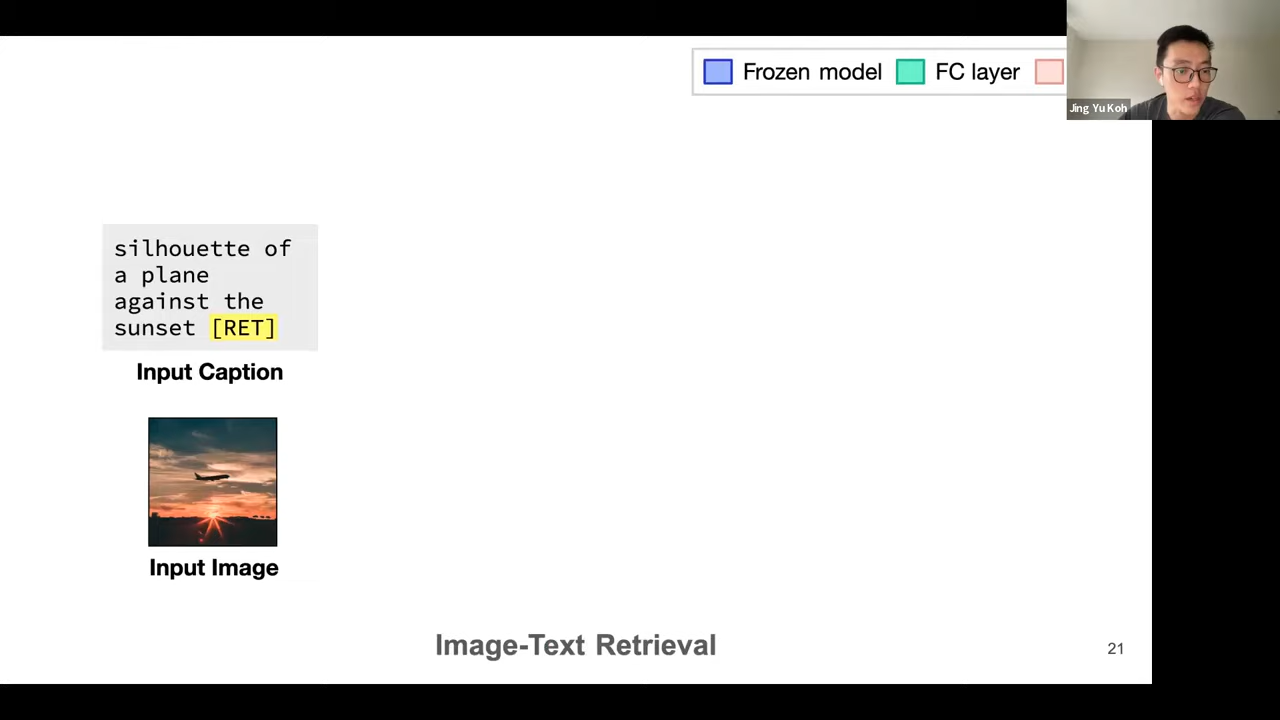 Frozen model FC layer
Jing Yu Koh
silhouette of
a plane
against the
sunset [RET]
Input Caption
Input Image
Image-Text Retrieval
21